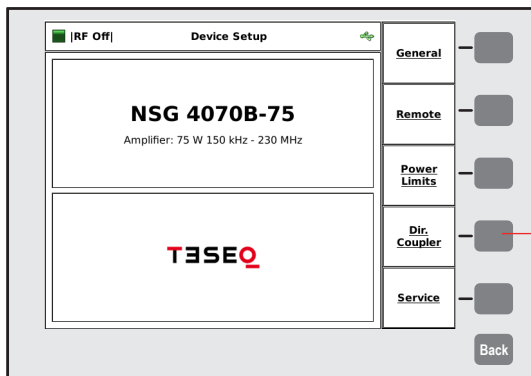 |RF Off|
Device Setup
NSG 4070B-75
Amplifier: 75 W 150 kHz - 230 MHz
TESEQ
General
Remote
Power
Limits
Dir.
Coupler
Service
Back